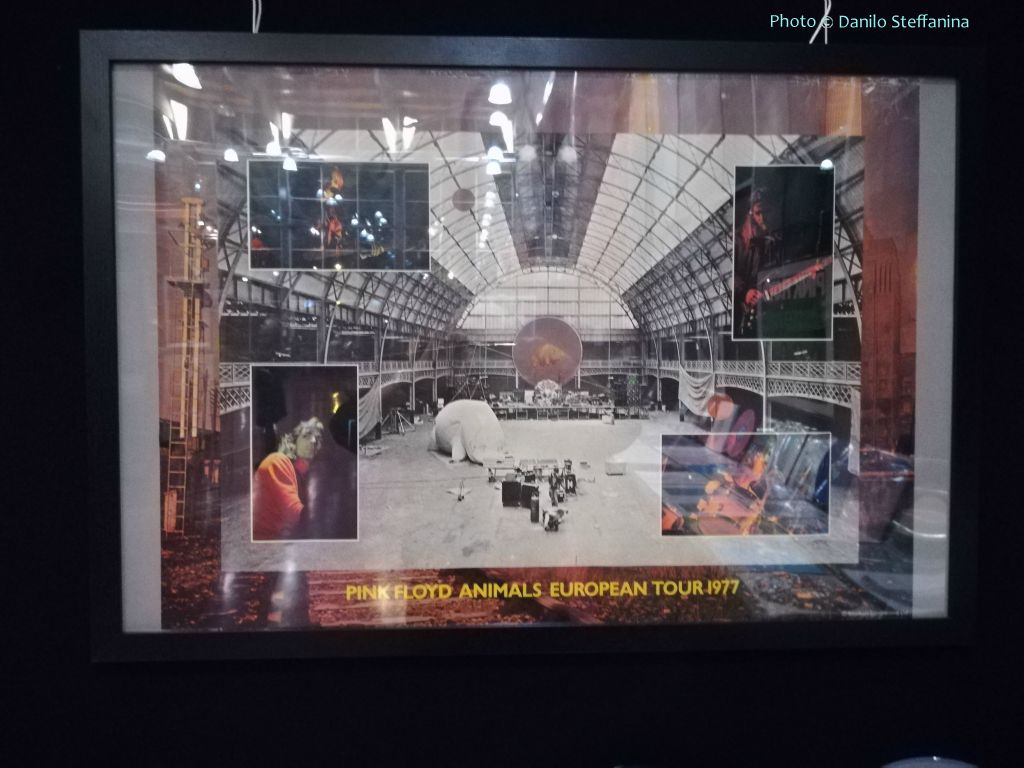 Photo © Danilo Steffanina
PINK FLOYD ANIMALS EUROPEAN TOUR 1977